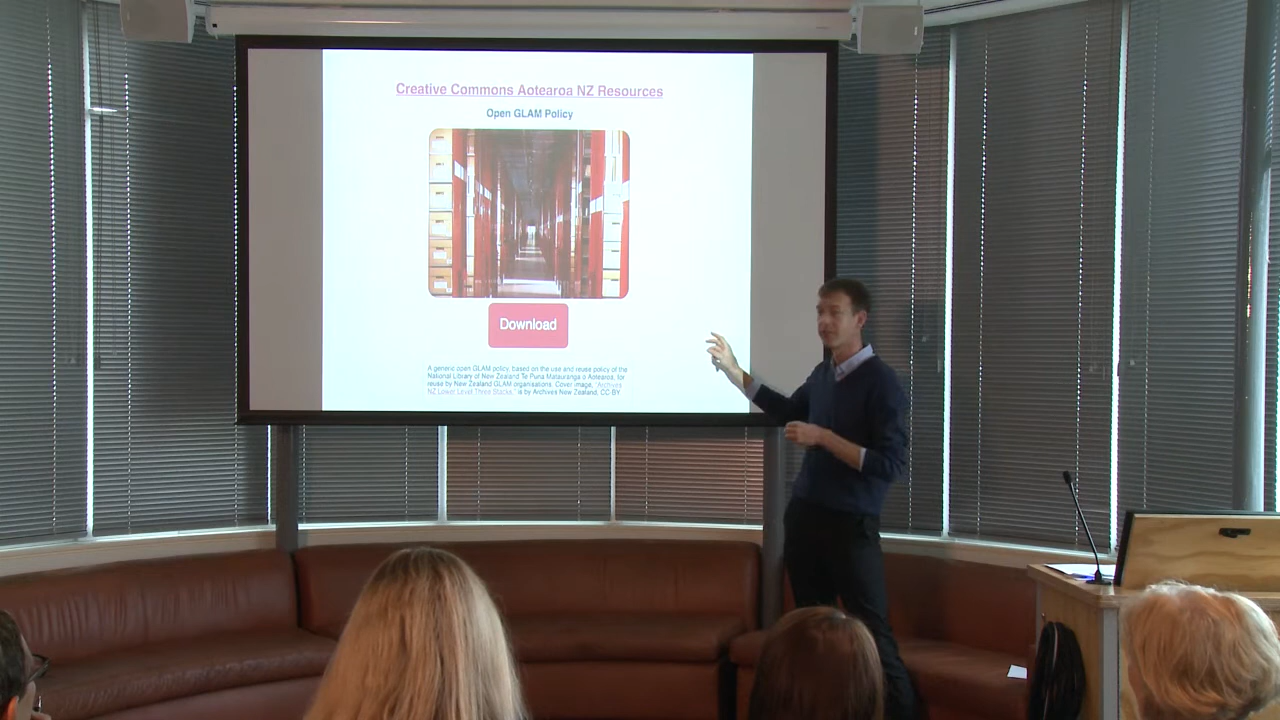 Creative Commons Aotearoa NZ Resources
Open GLAM Policy
Download
A generic open GLAM policy, based on the use and reuse policy of the
National Library of New Zealand Te Puna Matauranga o Aotearoa, for
reuse by New Zealand GLAM organisations. Cover image, "Archives
NZ Lower Level Three Stacks," is by Archives New Zealand, CC-BY